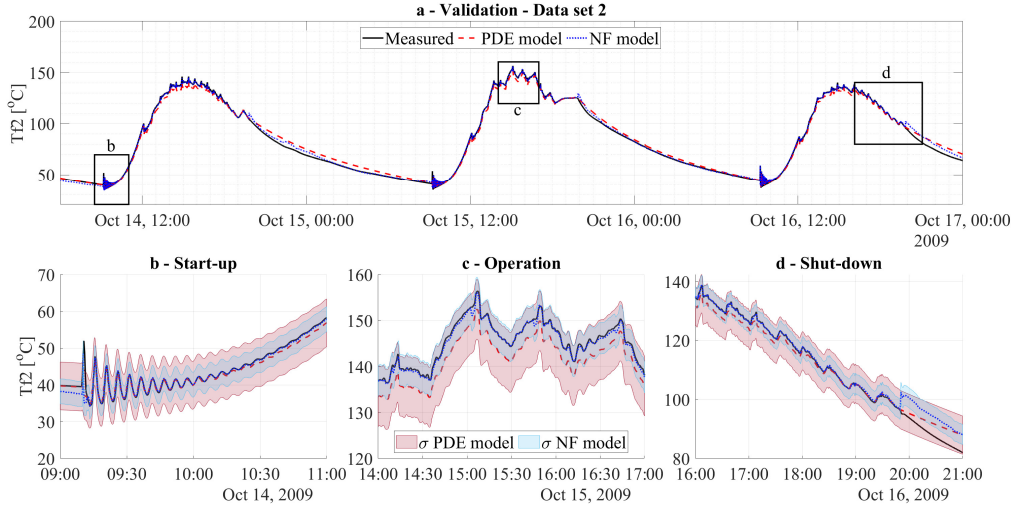 a - Validation - Data set 2
Measured PDE model NF model
Tf2 [°C]
200
150
100
50
b
c
d
Oct 14, 12:00 Oct 15, 00:00 Oct 15, 12:00 Oct 16, 00:00 Oct 16, 12:00 Oct 17, 00:00
2009
b - Start-up
Tf2 [°C]
70
60
50
40
30
20
09:00 09:30 10:00 10:30 11:00
Oct 14, 2009
c - Operation
160
150
140
130
120
σ PDE model σ NF model
14:00 14:30 15:00 15:30 16:00 16:30 17:00
Oct 15, 2009
d - Shut-down
140
120
100
80
16:00 17:00 18:00 19:00 20:00 21:00
Oct 16, 2009